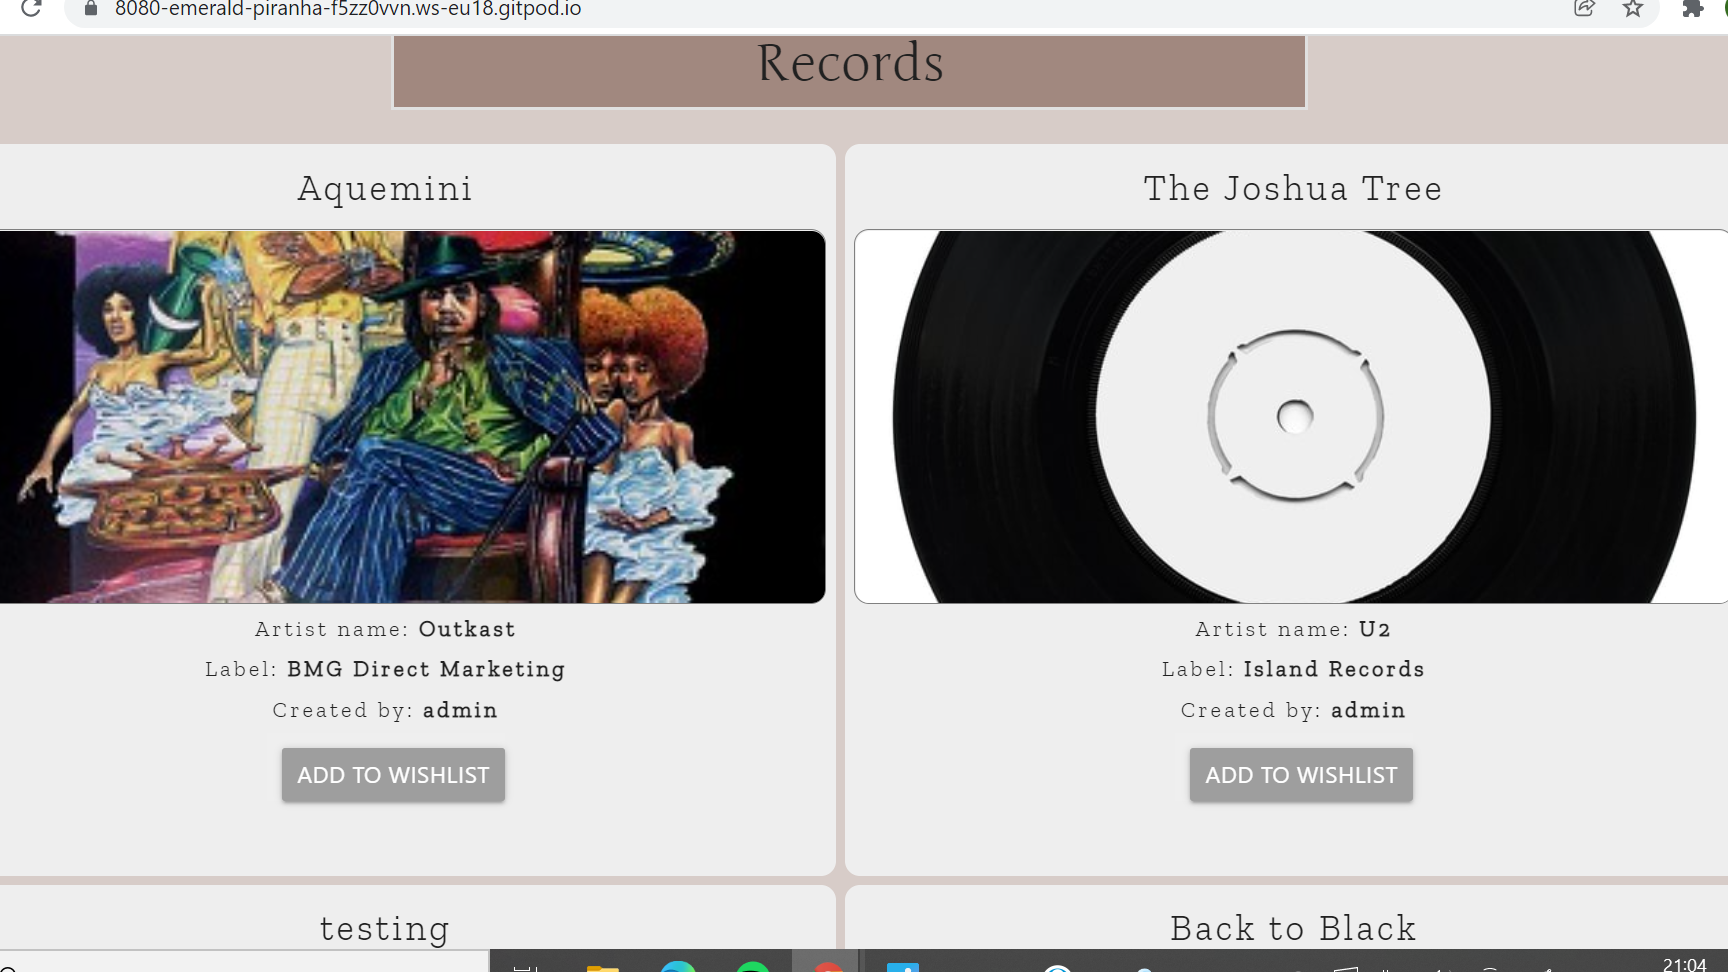 8080-emerald-piranha-f5zz0vvn.ws-eu18.gitpod.io
Records
Aquemini
The Joshua Tree
Artist name: Outkast
Label: BMG Direct Marketing
Created by: admin
ADD TO WISHLIST
Artist name: U2
Label: Island Records
Created by: admin
ADD TO WISHLIST
testing
Back to Black
21:04